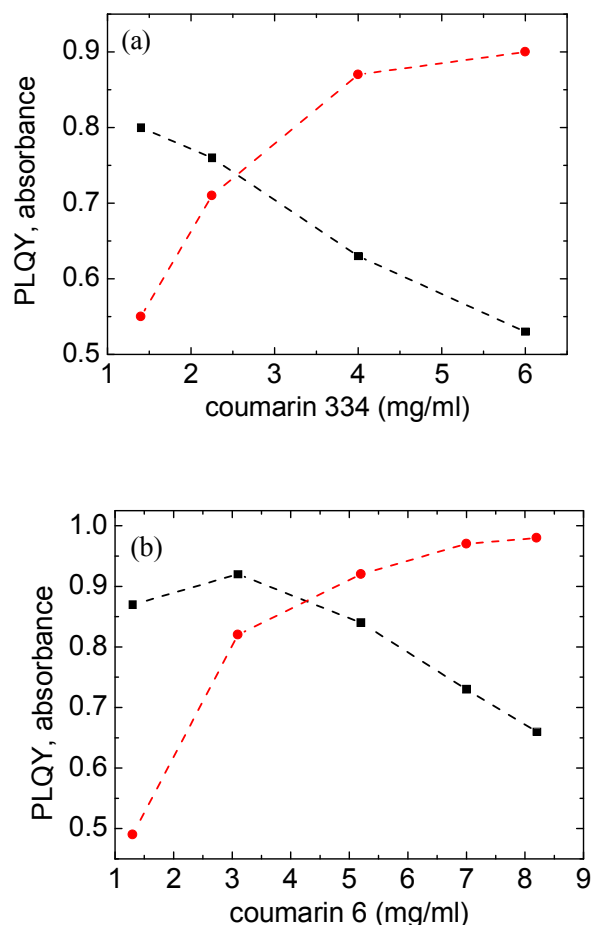 (a)
0.9
0.8
0.7
0.6
0.5
PLQY, absorbance
1 2 3 4 5 6
coumarin 334 (mg/ml)
(b)
1.0
0.9
0.8
0.7
0.6
0.5
PLQY, absorbance
1 2 3 4 5 6 7 8 9
coumarin 6 (mg/ml)